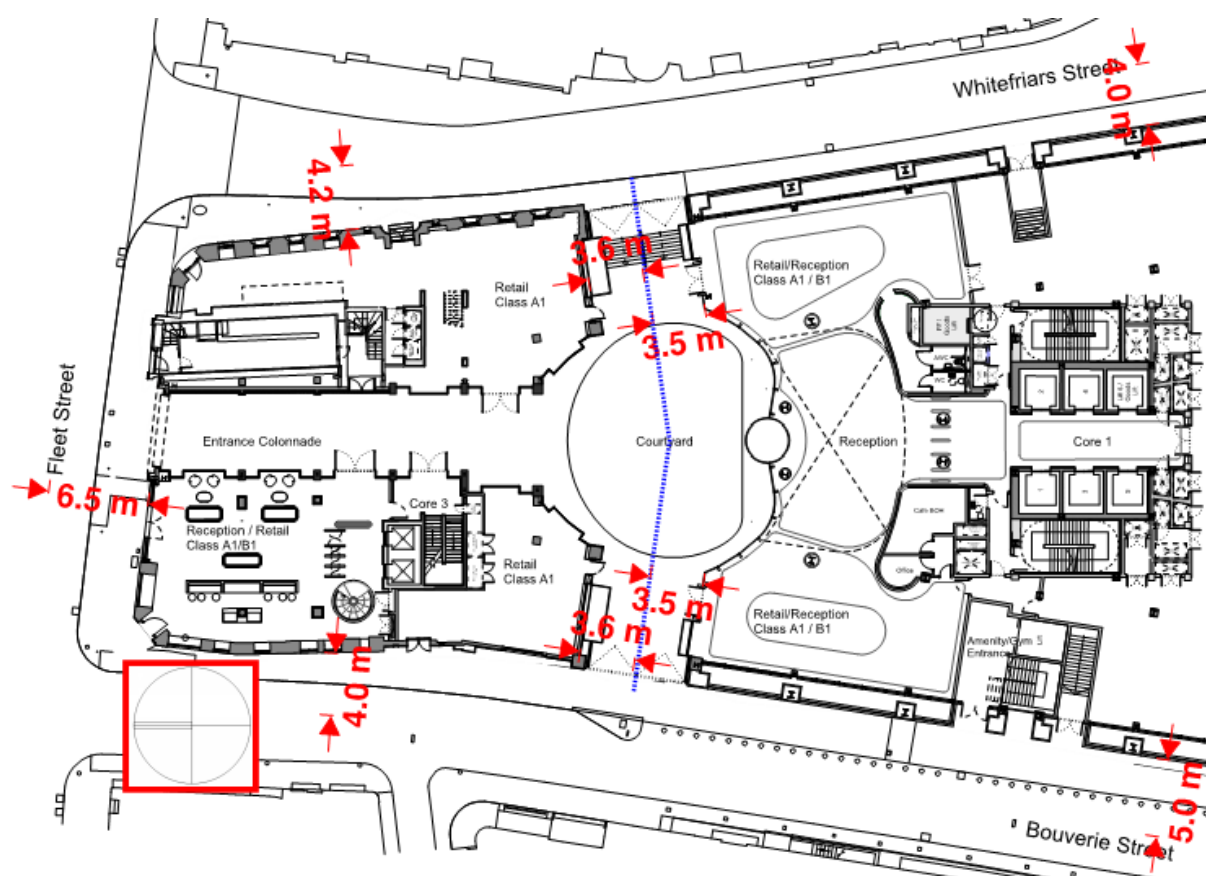 Whitefriars Street
4.0 m
4.2 m
3.6 m
Retail/Reception
Class A1 / B1
Retail
Class A1
3.5 m
Fleet Street
Entrance Colonnade
Courtyard
Reception
Core 1
6.5 m
Core 3
Reception / Retail
Class A1/B1
Retail
Class A1
Office
3.5 m
3.6 m
Retail/Reception
Class A1 / B1
Amenity/Gym
Entrance
4.0 m
5.0 m
Bouverie Street